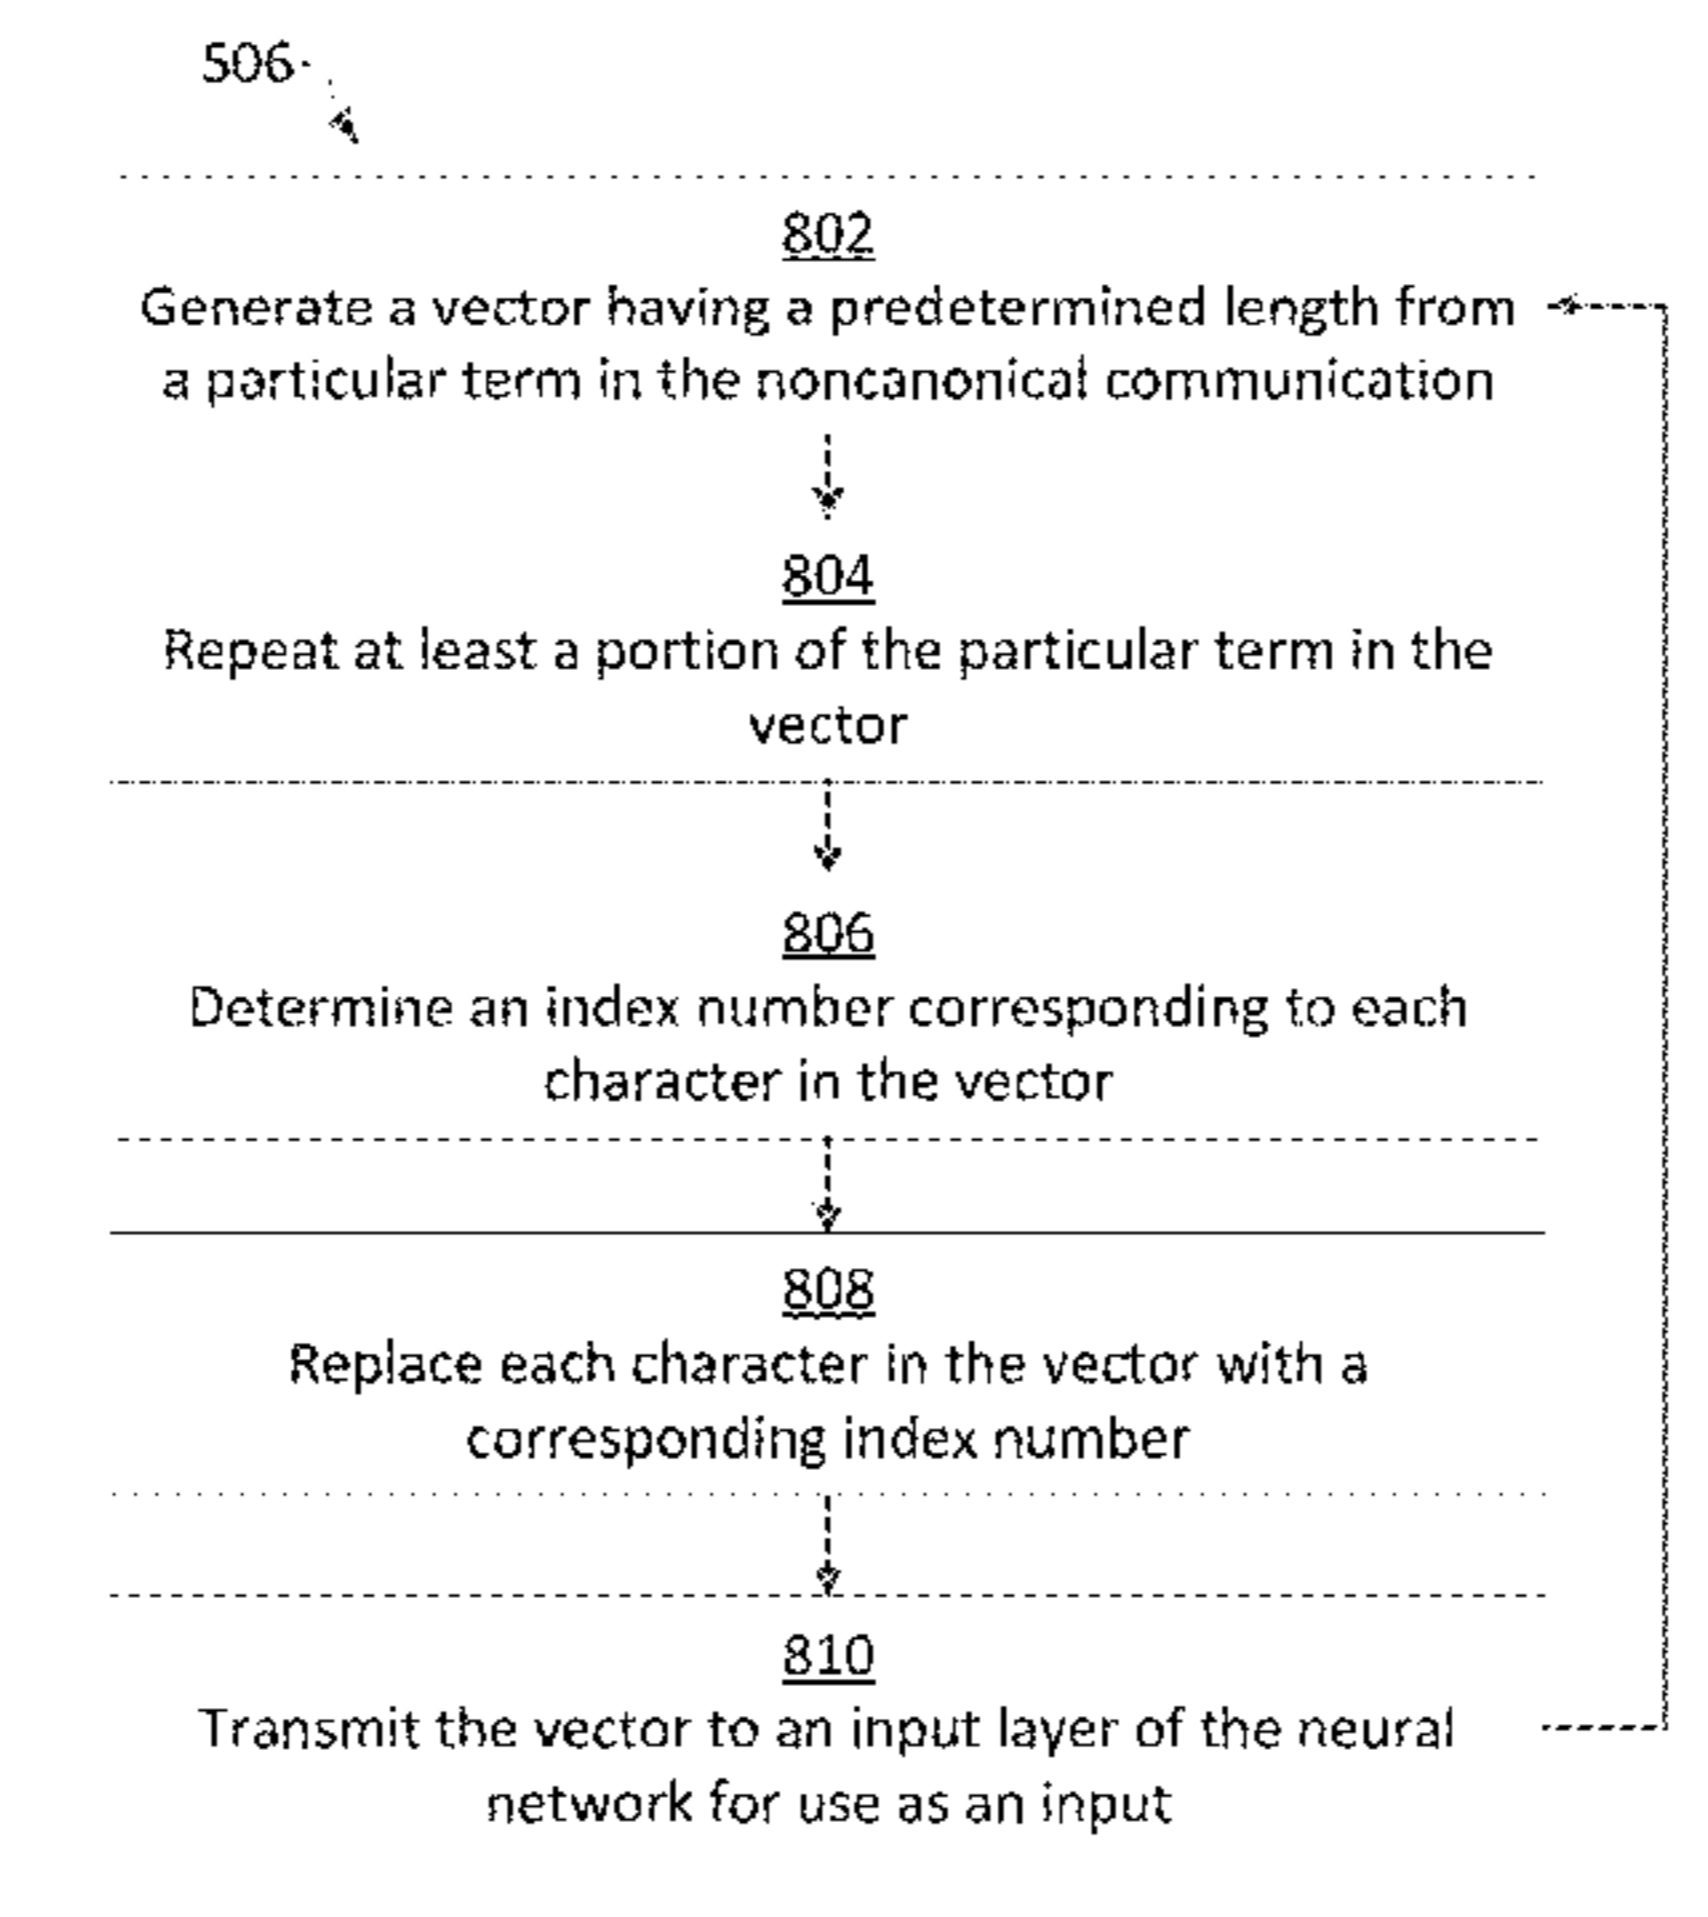 506
802
Generate a vector having a predetermined length from
a particular term in the noncanonical communication
804
Repeat at least a portion of the particular term in the
vector
806
Determine an index number corresponding to each
character in the vector
808
Replace each character in the vector with a
corresponding index number
810
Transmit the vector to an input layer of the neural
network for use as an input